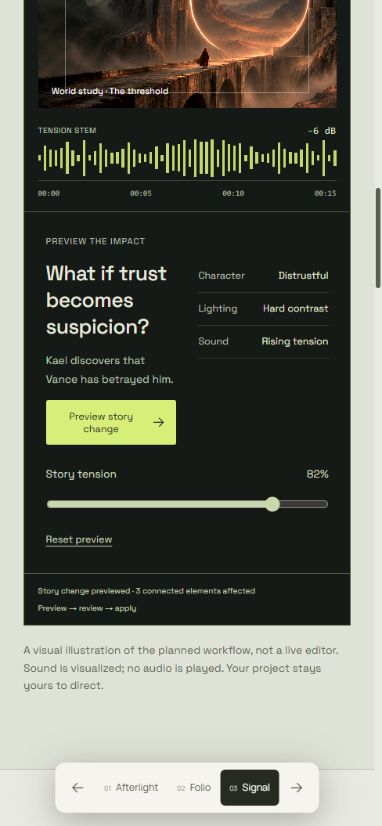 World study · The threshold
TENSION STEM
-6 dB
00:00 00:05 00:10 00:15
PREVIEW THE IMPACT
What if trust
becomes
suspicion?
Kael discovers that
Vance has betrayed him.
Preview story
change →
Character Distrustful
Lighting Hard contrast
Sound Rising tension
Story tension 82%
Reset preview
Story change previewed · 3 connected elements affected
Preview → review → apply
A visual illustration of the planned workflow, not a live editor.
Sound is visualized; no audio is played. Your project stays
yours to direct.
← 01 Afterlight 02 Folio 03 Signal →